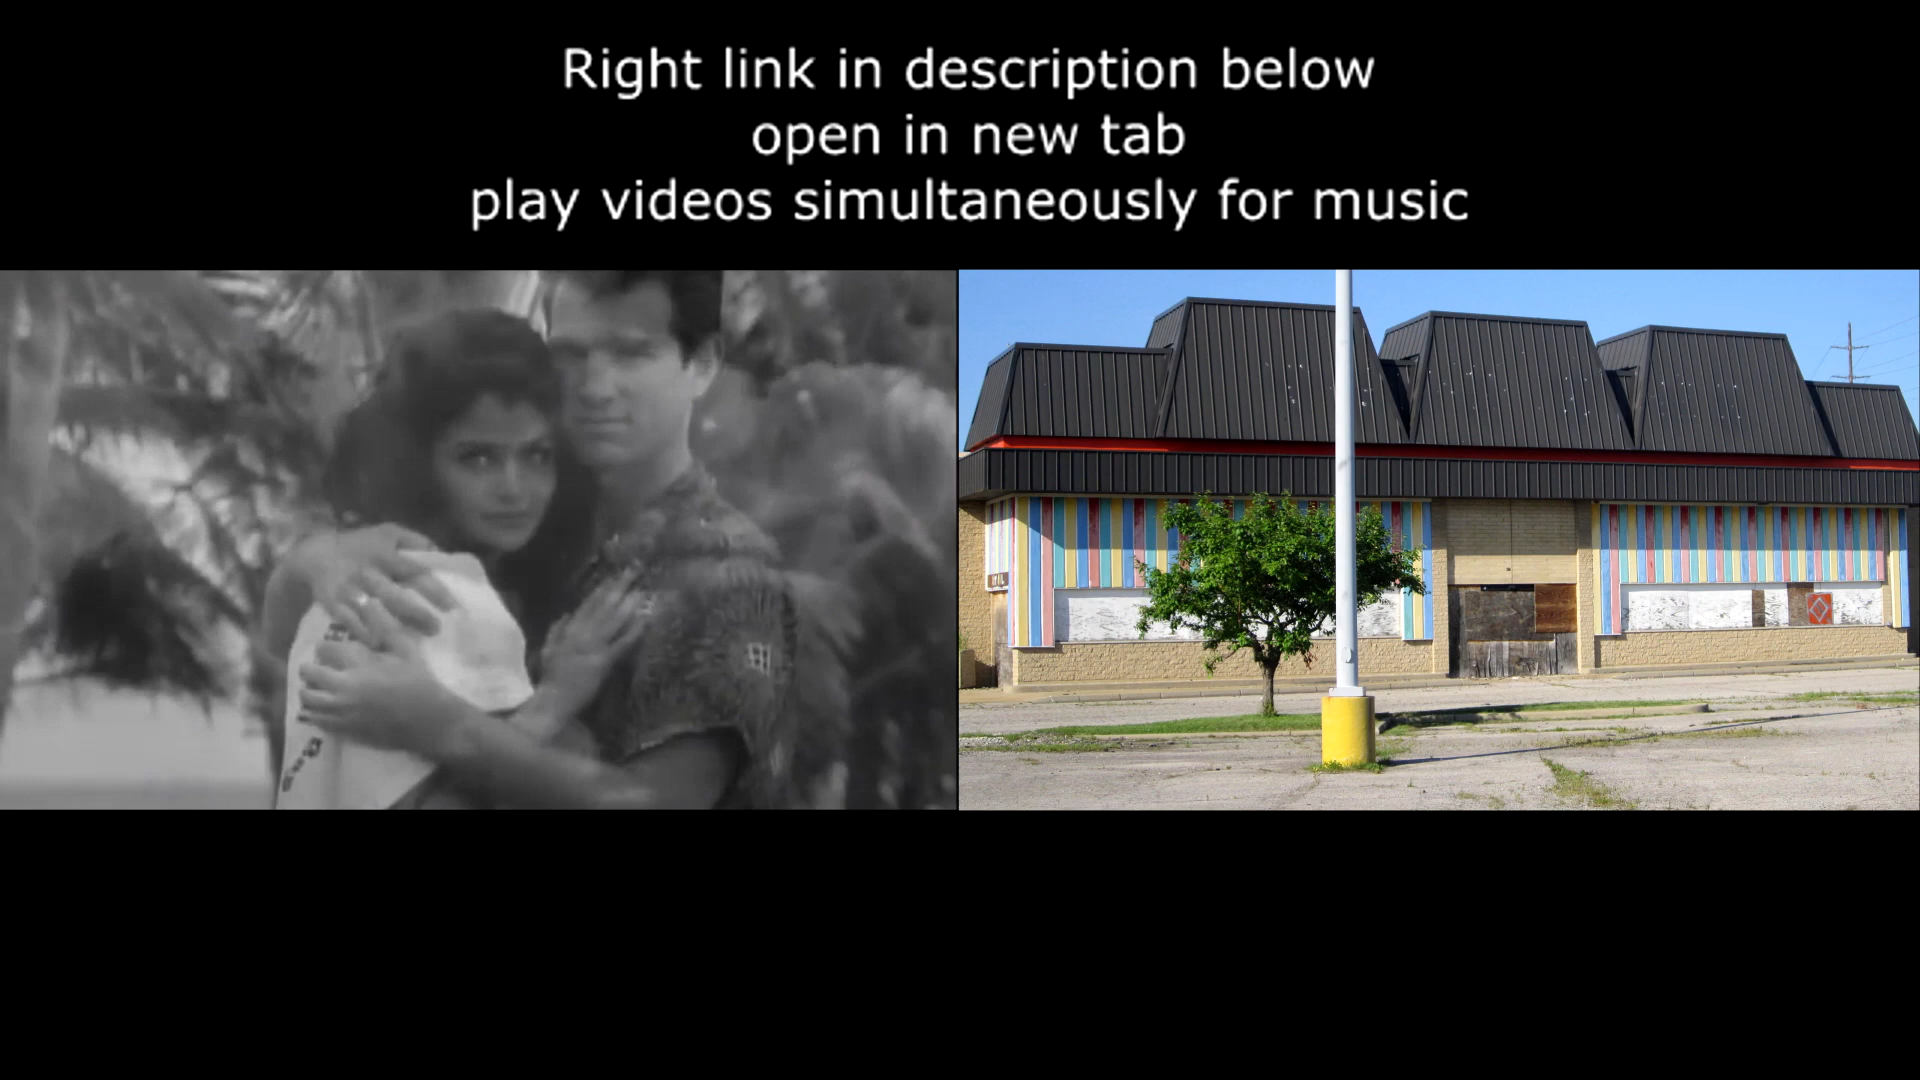 Right link in description below
open in new tab
play videos simultaneously for music